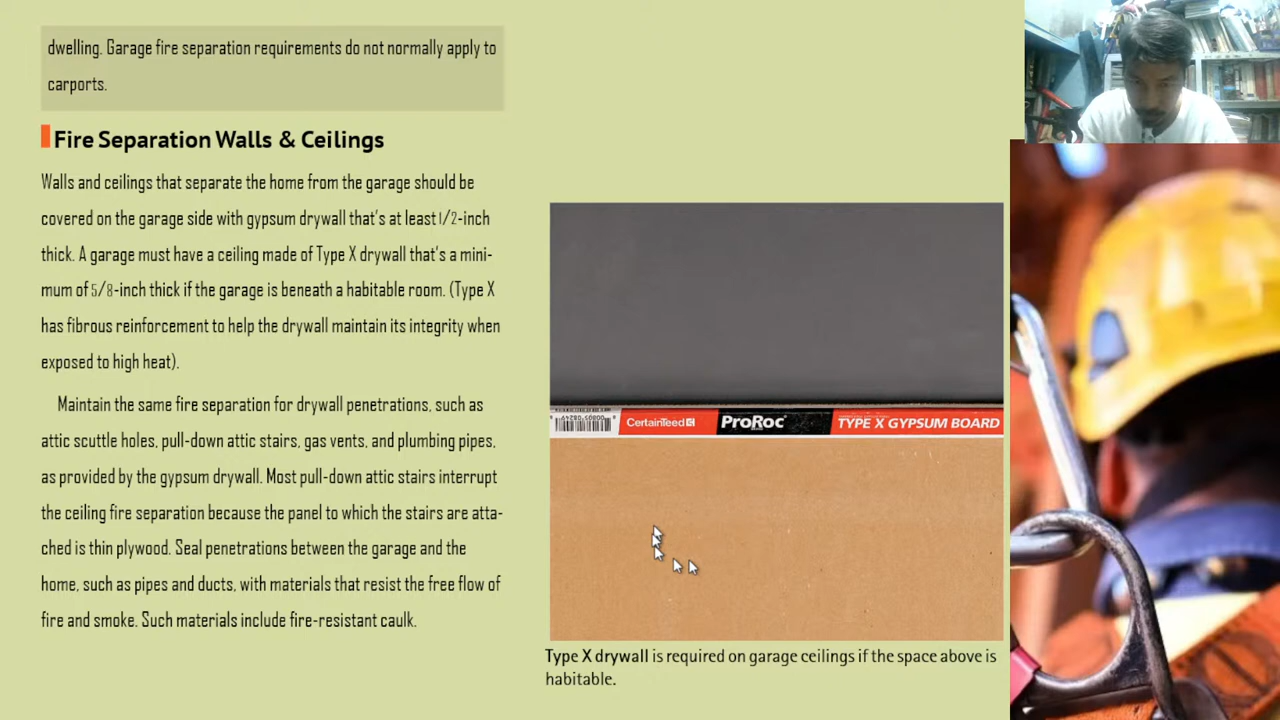 dwelling. Garage fire separation requirements do not normally apply to
carports.
Fire Separation Walls & Ceilings
Walls and ceilings that separate the home from the garage should be
covered on the garage side with gypsum drywall that's at least 1/2-inch
thick. A garage must have a ceiling made of Type X drywall that's a mini-
mum of 5/8-inch thick if the garage is beneath a habitable room. (Type X
has fibrous reinforcement to help the drywall maintain its integrity when
exposed to high heat).
Maintain the same fire separation for drywall penetrations, such as
attic scuttle holes, pull-down attic stairs, gas vents, and plumbing pipes,
as provided by the gypsum drywall. Most pull-down attic stairs interrupt
the ceiling fire separation because the panel to which the stairs are atta-
ched is thin plywood. Seal penetrations between the garage and the
home, such as pipes and ducts, with materials that resist the free flow of
fire and smoke. Such materials include fire-resistant caulk.
CertainTeed ProRoc TYPE X GYPSUM BOARD
Type X drywall is required on garage ceilings if the space above is
habitable.